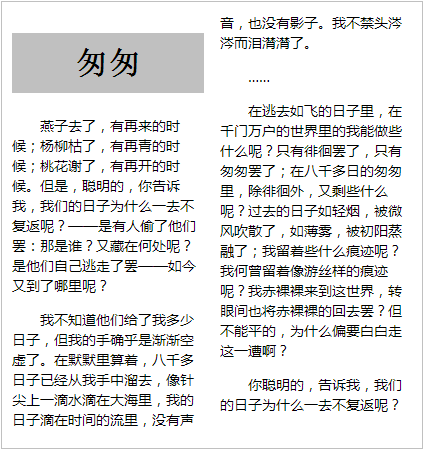 匆匆
燕子去了，有再来的时
候；杨柳枯了，有再青的时
候；桃花谢了，有再开的时
候。但是，聪明的，你告诉
我，我们的日子为什么一去不
复返呢？——是有人偷了他们
罢：那是谁？又藏在何处呢？
是他们自己逃走了罢——如今
又到了哪里呢？
我不知道他们给了我多少
日子，但我的手确乎是渐渐空
虚了。在默默里算着，八千多
日子已经从我手中溜去，像针
尖上一滴水滴在大海里，我的
日子滴在时间的流里，没有声
音，也没有影子。我不禁头涔
涔而泪潸潸了。
……
在逃去如飞的日子里，在
千门万户的世界里的我能做些
什么呢？只有徘徊罢了，只有
匆匆罢了；在八千多日的匆匆
里，除徘徊外，又剩些什么
呢？过去的日子如轻烟，被微
风吹散了，如薄雾，被初阳蒸
融了；我留着些什么痕迹呢？
我何曾留着像游丝样的痕迹
呢？我赤裸裸来到这世界，转
眼间也将赤裸裸的回去罢？但
不能平的，为什么偏要白白走
这一遭啊？
你聪明的，告诉我，我们
的日子为什么一去不复返呢？